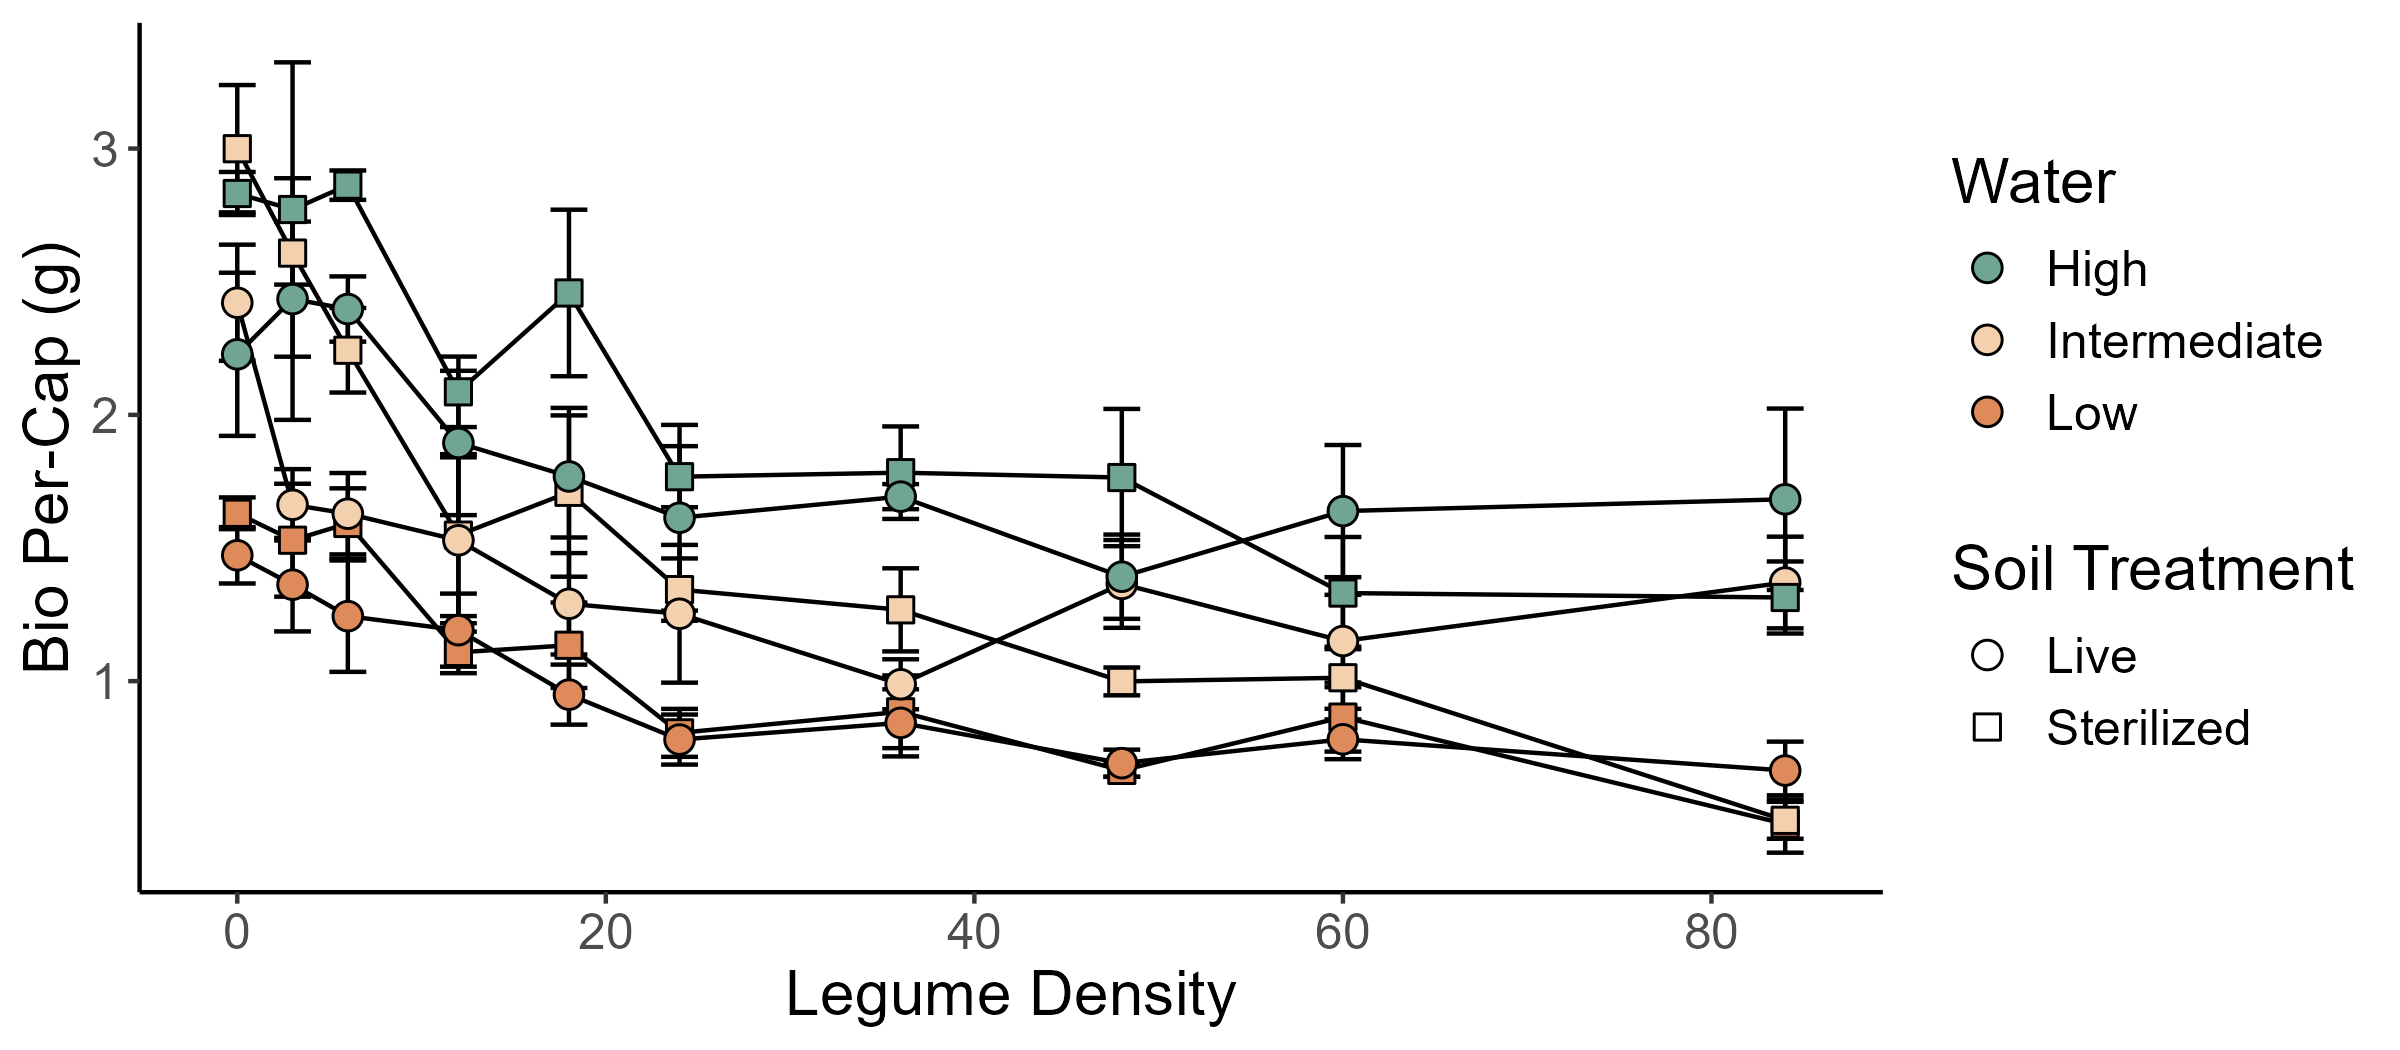 Bio Per-Cap (g)
3
2
1
0 20 40 60 80
Legume Density
Water
High
Intermediate
Low
Soil Treatment
Live
Sterilized